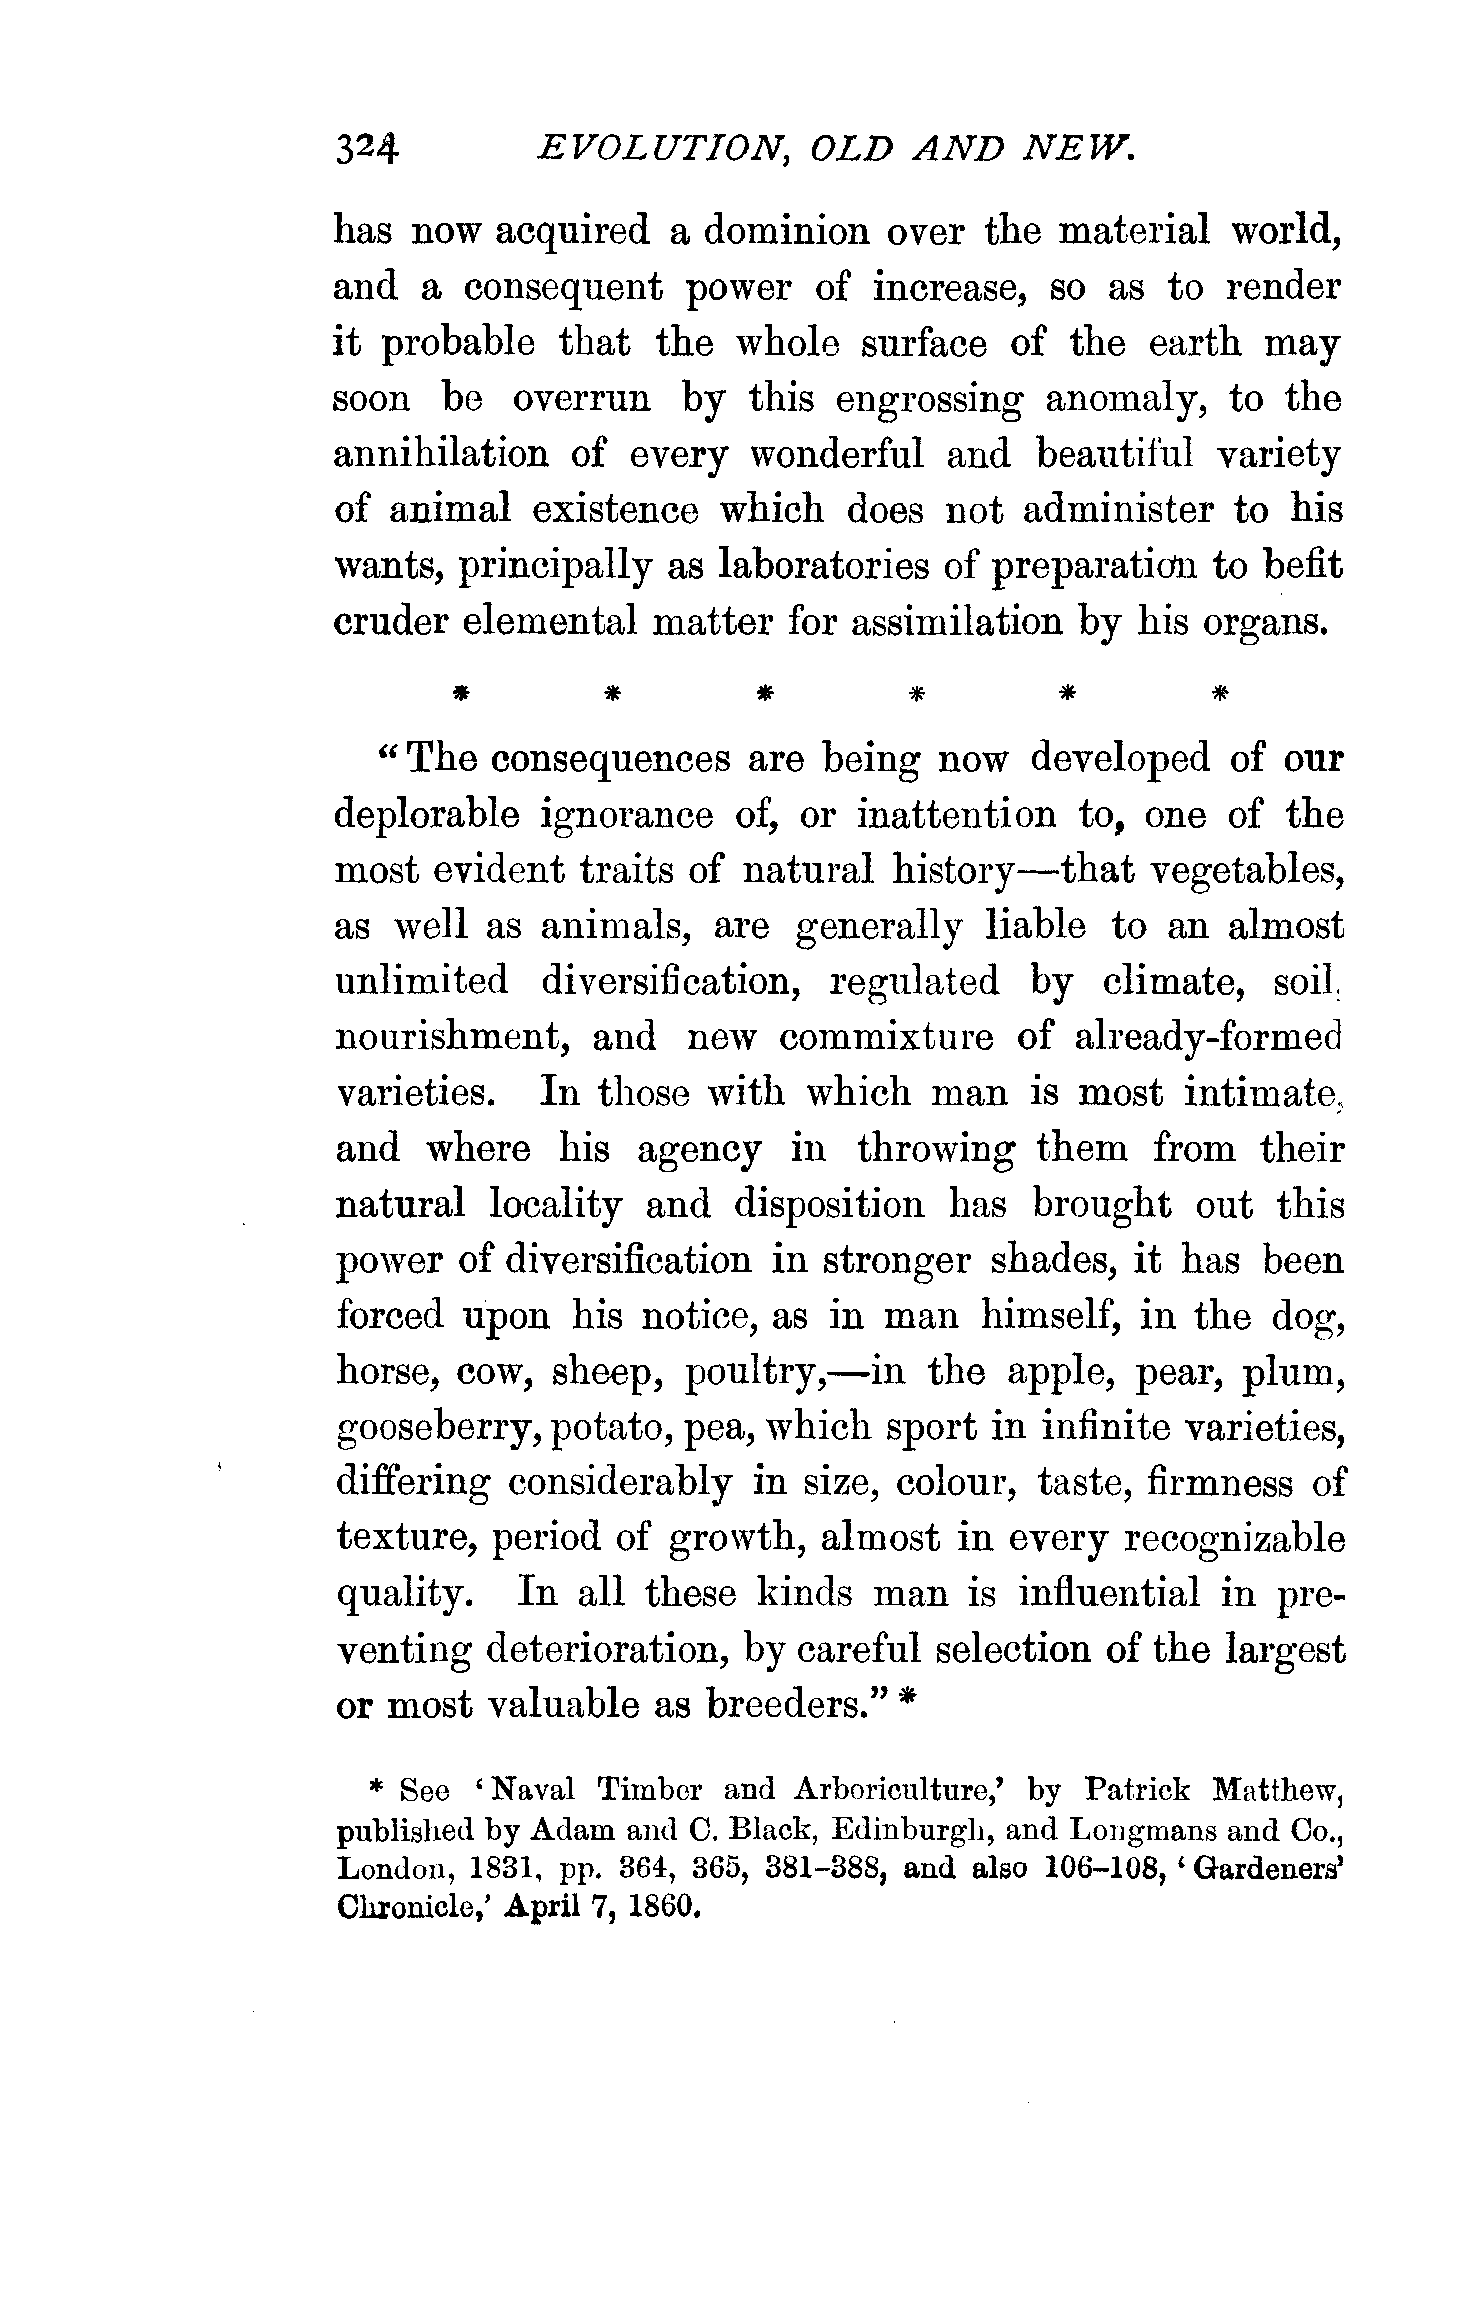 324 EVOLUTION, OLD AND NEW.
has now acquired a dominion over the material world,
and a consequent power of increase, so as to render
it probable that the whole surface of the earth may
soon be overrun by this engrossing anomaly, to the
annihilation of every wonderful and beautiful variety
of animal existence which does not administer to his
wants, principally as laboratories of preparation to befit
cruder elemental matter for assimilation by his organs.
* * * * * *
“The consequences are being now developed of our
deplorable ignorance of, or inattention to, one of the
most evident traits of natural history—that vegetables,
as well as animals, are generally liable to an almost
unlimited diversification, regulated by climate, soil,
nourishment, and new commixture of already-formed
varieties. In those with which man is most intimate,
and where his agency in throwing them from their
natural locality and disposition has brought out this
power of diversification in stronger shades, it has been
forced upon his notice, as in man himself, in the dog,
horse, cow, sheep, poultry,—in the apple, pear, plum,
gooseberry, potato, pea, which sport in infinite varieties,
differing considerably in size, colour, taste, firmness of
texture, period of growth, almost in every recognizable
quality. In all these kinds man is influential in pre-
venting deterioration, by careful selection of the largest
or most valuable as breeders.” *
* See ‘Naval Timber and Arboriculture,’ by Patrick Matthew,
published by Adam and C. Black, Edinburgh, and Longmans and Co.,
London, 1831, pp. 364, 365, 381–388, and also 106–108, ‘Gardeners’
Chronicle,’ April 7, 1860.